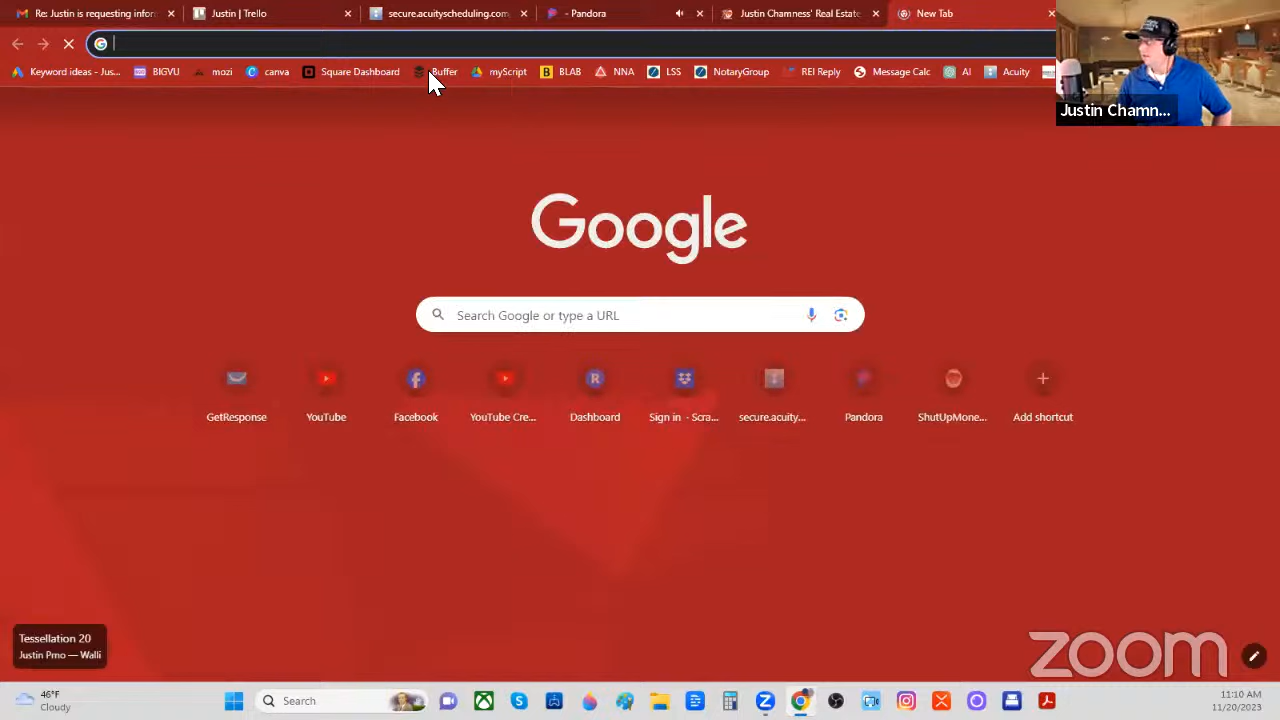 Re: Justin is requesting infor
Justin | Trello
secure.acuityscheduling.com
- Pandora
Justin Chamness' Real Estate
New Tab
Keyword ideas - Jus...
BIGVU
mozi
canva
Square Dashboard
Buffer
myScript
BLAB
NNA
LSS
NotaryGroup
REI Reply
Message Calc
AI
Acuity
Justin Chamn...
Google
Search Google or type a URL
GetResponse
YouTube
Facebook
YouTube Cre...
Dashboard
Sign in - Scra...
secure.acuity...
Pandora
ShutUpMone...
Add shortcut
Tessellation 20
Justin Prno — Walli
zoom
46°F
Cloudy
Search
11:10 AM
11/20/2023